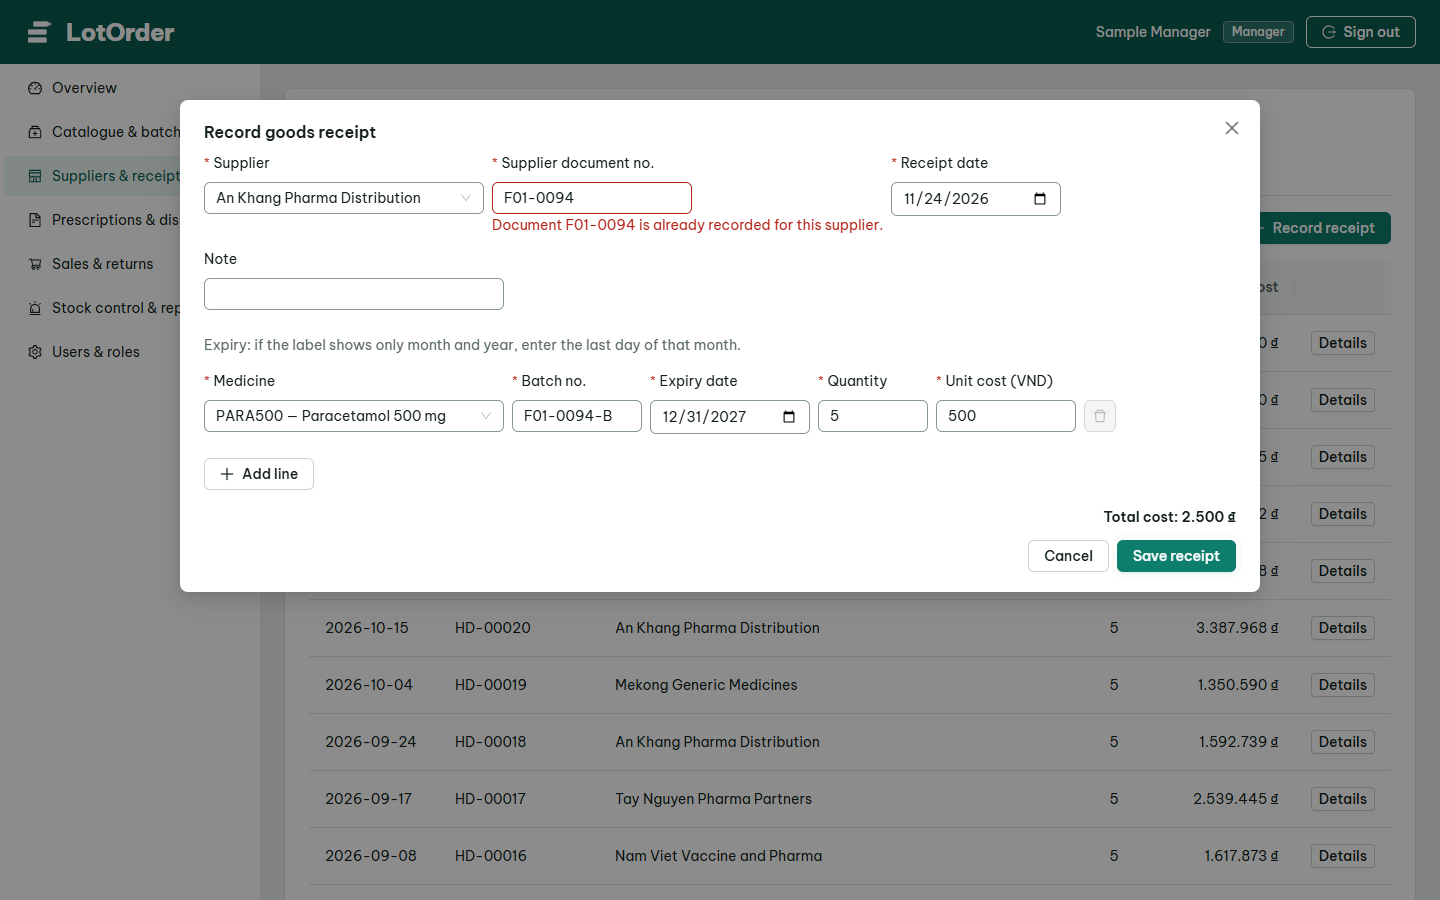 LotOrder
Sample Manager
Manager
Sign out
Overview
Catalogue & batch
Suppliers & receipt
Prescriptions & dis
Sales & returns
Stock control & rep
Users & roles
Record goods receipt
* Supplier
* Supplier document no.
* Receipt date
An Khang Pharma Distribution
F01-0094
11/24/2026
Document F01-0094 is already recorded for this supplier.
Note
Expiry: if the label shows only month and year, enter the last day of that month.
* Medicine
* Batch no.
* Expiry date
* Quantity
* Unit cost (VND)
PARA500 — Paracetamol 500 mg
F01-0094-B
12/31/2027
5
500
Add line
Total cost: 2.500 ₫
Cancel
Save receipt
Record receipt
ost
0 ₫ Details
0 ₫ Details
5 ₫ Details
2 ₫ Details
8 ₫ Details
2026-10-15 HD-00020 An Khang Pharma Distribution 5 3.387.968 ₫ Details
2026-10-04 HD-00019 Mekong Generic Medicines 5 1.350.590 ₫ Details
2026-09-24 HD-00018 An Khang Pharma Distribution 5 1.592.739 ₫ Details
2026-09-17 HD-00017 Tay Nguyen Pharma Partners 5 2.539.445 ₫ Details
2026-09-08 HD-00016 Nam Viet Vaccine and Pharma 5 1.617.873 ₫ Details